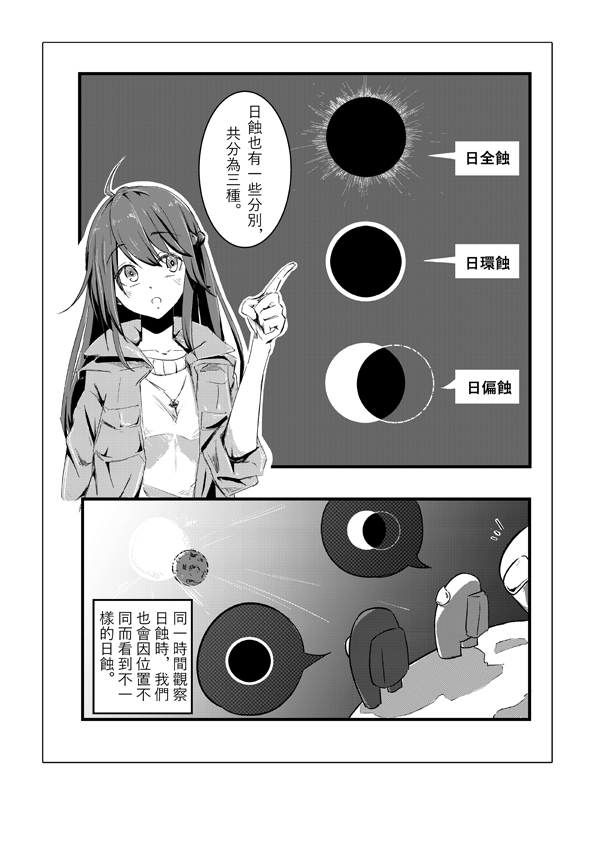 日蝕也有一些分別，
共分為三種。
日全蝕
日環蝕
日偏蝕
同一時間觀察
日蝕時，我們
也會因位置不
同而看到不一
樣的日蝕。